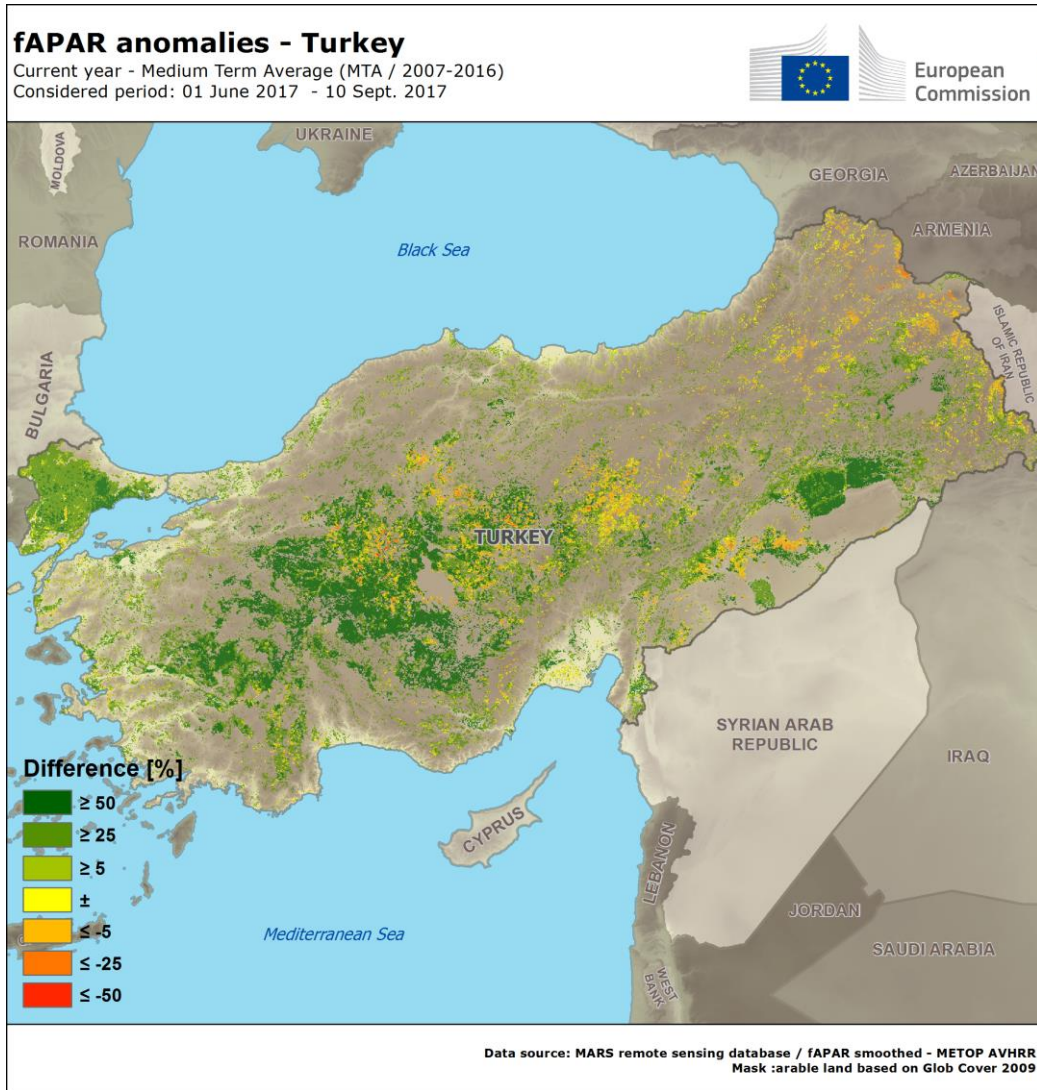 fAPAR anomalies - Turkey
Current year - Medium Term Average (MTA / 2007-2016)
Considered period: 01 June 2017 - 10 Sept. 2017
European
Commission
UKRAINE
MOLDOVA
GEORGIA
AZERBAIJAN
ROMANIA
ARMENIA
Black Sea
ISLAMIC REPUBLIC
OF IRAN
BULGARIA
TURKEY
SYRIAN ARAB
REPUBLIC
IRAQ
Difference [%]
≥ 50
≥ 25
≥ 5
±
≤ -5
≤ -25
≤ -50
CYPRUS
LEBANON
JORDAN
Mediterranean Sea
SAUDI ARABIA
WEST
BANK
Data source: MARS remote sensing database / fAPAR smoothed - METOP AVHRR
Mask :arable land based on Glob Cover 2009